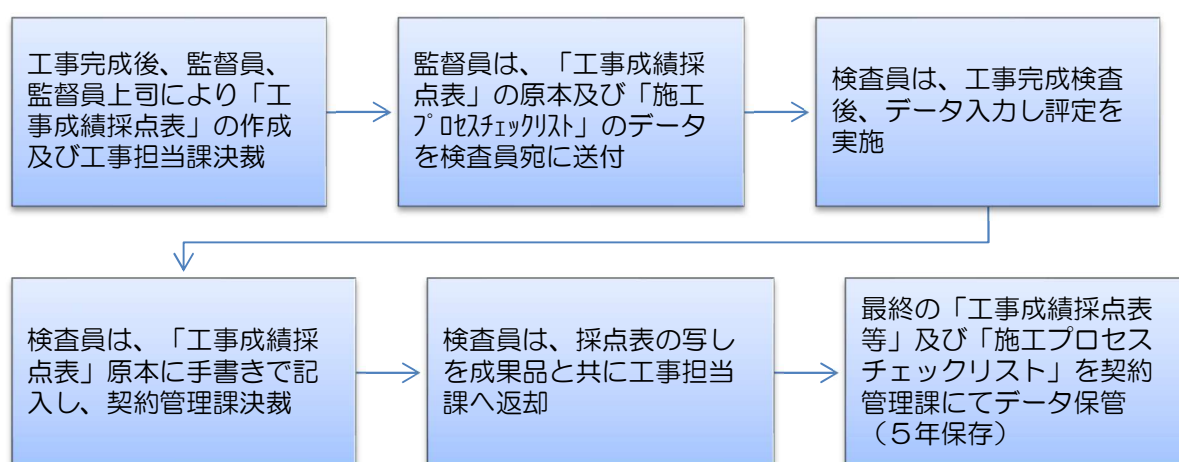 工事完成後、監督員、
監督員上司により「工
事成績採点表」の作成
及び工事担当課決裁
監督員は、「工事成績採
点表」の原本及び「施工
ﾌﾟﾛｾｽﾁｪｯｸﾘｽﾄ」のデータ
を検査員宛に送付
検査員は、工事完成検査
後、データ入力し評定を
実施
検査員は、「工事成績採
点表」原本に手書きで記
入し、契約管理課決裁
検査員は、採点表の写し
を成果品と共に工事担当
課へ返却
最終の「工事成績採点表
等」及び「施工プロセス
チェックリスト」を契約
管理課にてデータ保管
（５年保存）